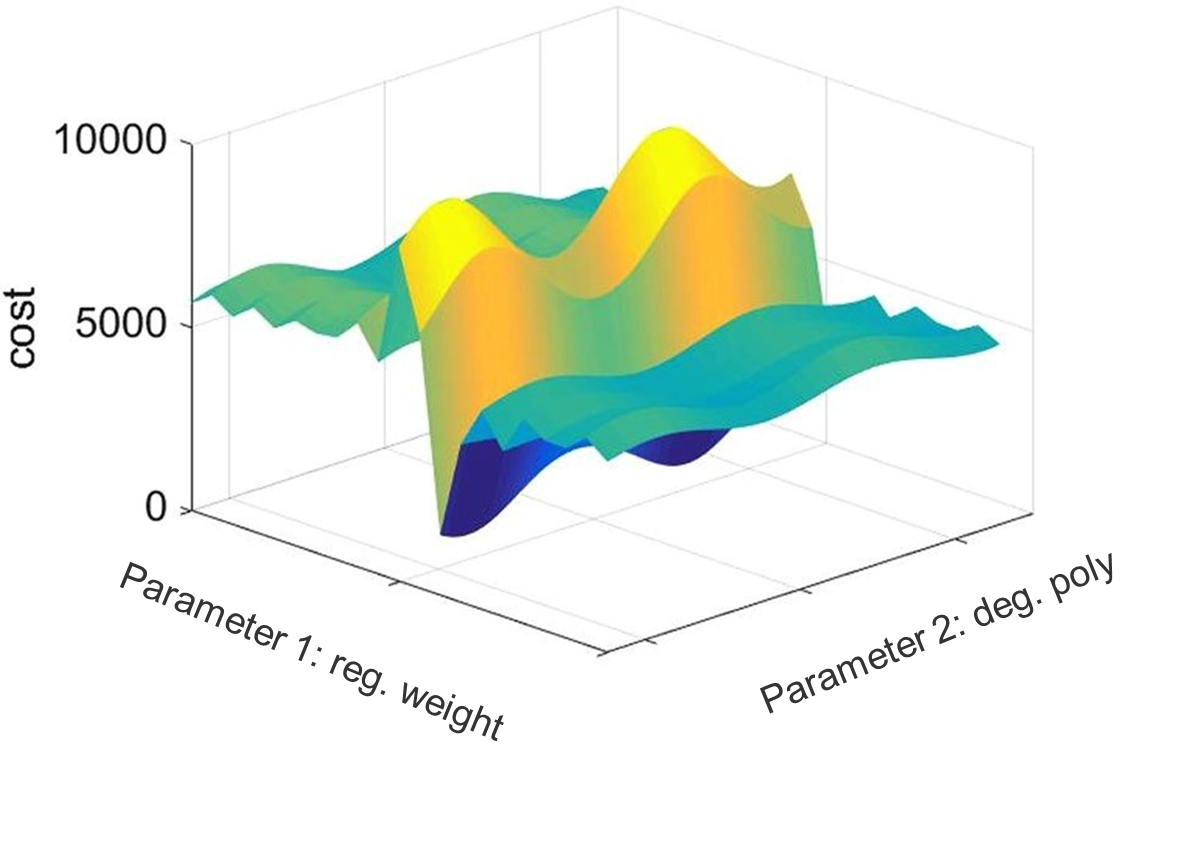 10000
5000
0
cost
Parameter 1: reg. weight
Parameter 2: deg. poly